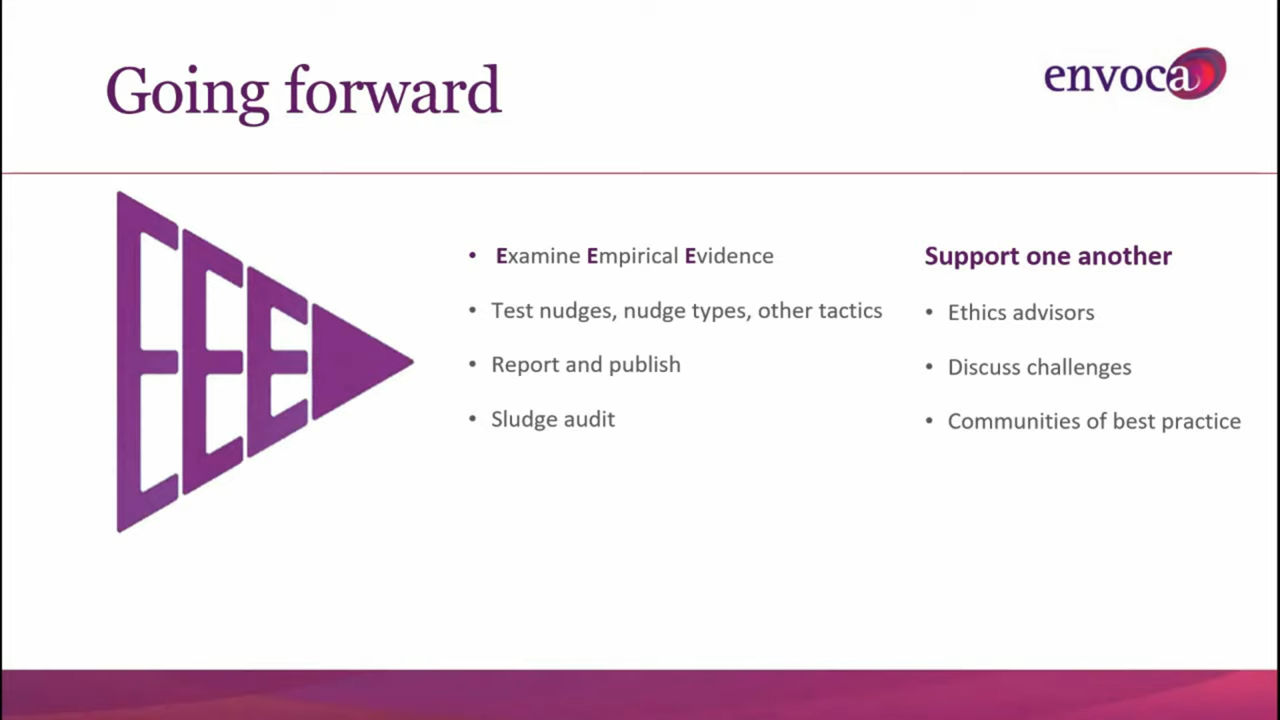 Going forward
envoca
EEE
• Examine Empirical Evidence
• Test nudges, nudge types, other tactics
• Report and publish
• Sludge audit
Support one another
• Ethics advisors
• Discuss challenges
• Communities of best practice